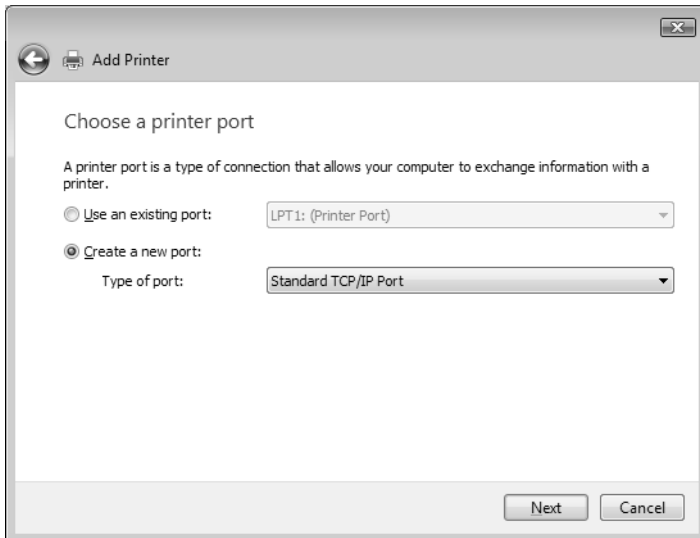 Add Printer
Choose a printer port
A printer port is a type of connection that allows your computer to exchange information with a
printer.
Use an existing port: LPT1: (Printer Port)
Create a new port:
Type of port: Standard TCP/IP Port
Next Cancel